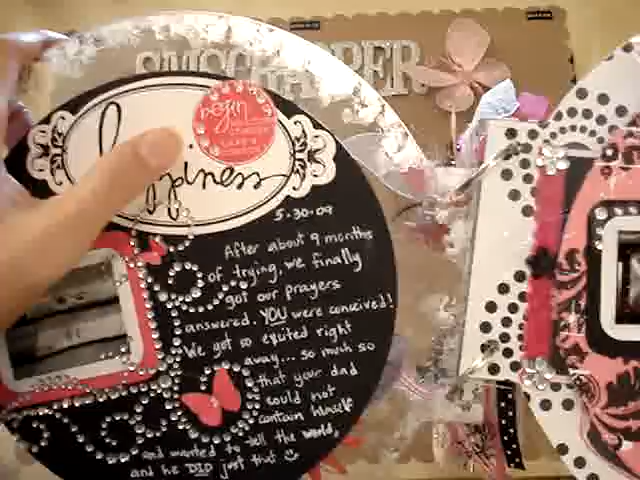 happiness
begin
5.30.09
After about 9 months
of trying, we finally
got our prayers
answered. YOU were conceived!
We got so excited right
away... so much so
that your dad
could not
contain himself
and wanted to tell the world,
and he DID just that